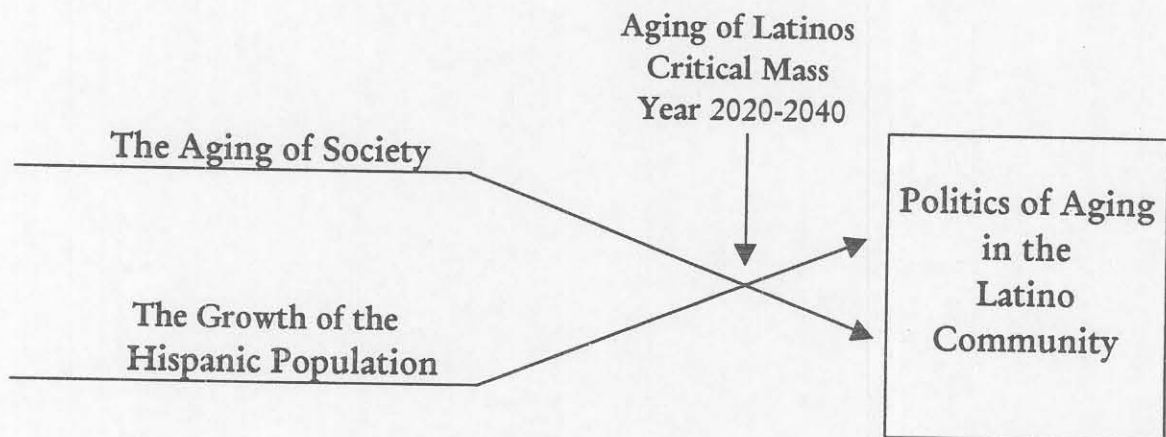 Aging of Latinos
Critical Mass
Year 2020-2040
The Aging of Society
The Growth of the
Hispanic Population
Politics of Aging
in the
Latino
Community